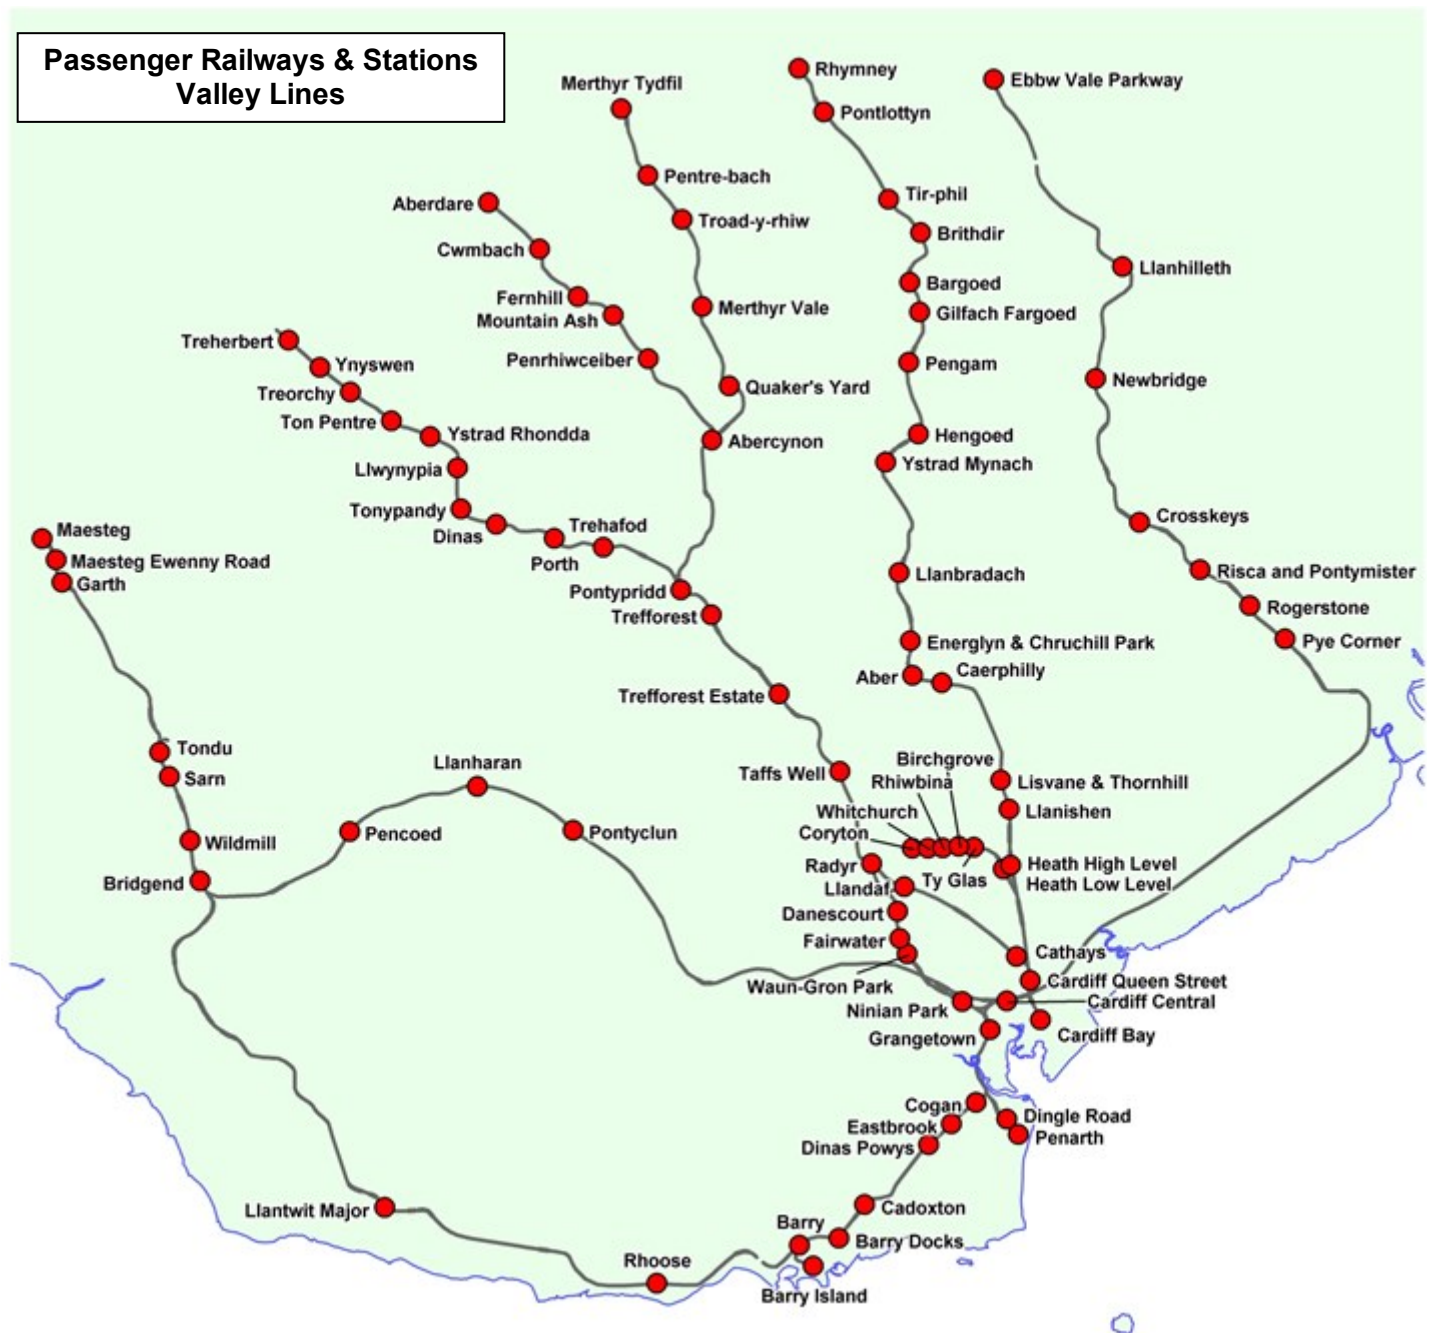 Passenger Railways & Stations
Valley Lines
Rhymney
Merthyr Tydfil
Ebbw Vale Parkway
Pontlottyn
Pentre-bach
Aberdare
Tir-phil
Troad-y-rhiw
Brithdir
Cwmbach
Llanhilleth
Bargoed
Fernhill
Merthyr Vale
Gilfach Fargoed
Mountain Ash
Treherbert
Penrhiwceiber
Ynyswen
Pengam
Newbridge
Quaker's Yard
Treorchy
Ton Pentre
Ystrad Rhondda
Hengoed
Abercynon
Ystrad Mynach
Llwynypia
Tonypandy
Crosskeys
Trehafod
Maesteg
Dinas
Porth
Maesteg Ewenny Road
Risca and Pontymister
Llanbradach
Garth
Pontypridd
Rogerstone
Trefforest
Pye Corner
Energlyn & Chruchill Park
Caerphilly
Aber
Trefforest Estate
Tondu
Birchgrove
Llanharan
Taffs Well
Sarn
Rhiwbina
Lisvane & Thornhill
Whitchurch
Llanishen
Coryton
Pencoed
Pontyclun
Wildmill
Radyr
Heath High Level
Ty Glas
Bridgend
Heath Low Level
Llandaf
Danescourt
Fairwater
Cathays
Cardiff Queen Street
Waun-Gron Park
Cardiff Central
Ninian Park
Cardiff Bay
Grangetown
Cogan
Dingle Road
Eastbrook
Penarth
Dinas Powys
Cadoxton
Llantwit Major
Barry
Barry Docks
Rhoose
Barry Island